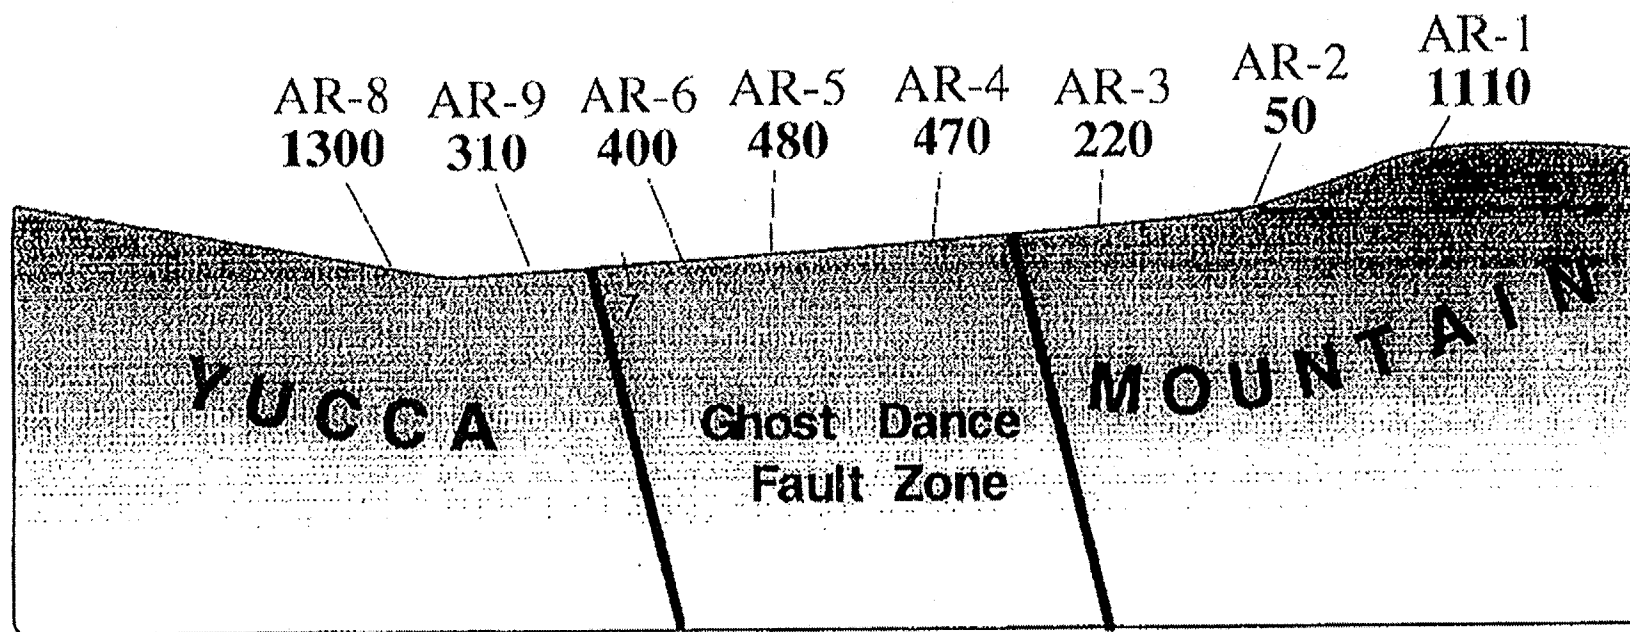 AR-8
1300
AR-9
310
AR-6
400
AR-5
480
AR-4
470
AR-3
220
AR-2
50
AR-1
1110
7
YUCCA MOUNTAIN
Ghost Dance
Fault Zone